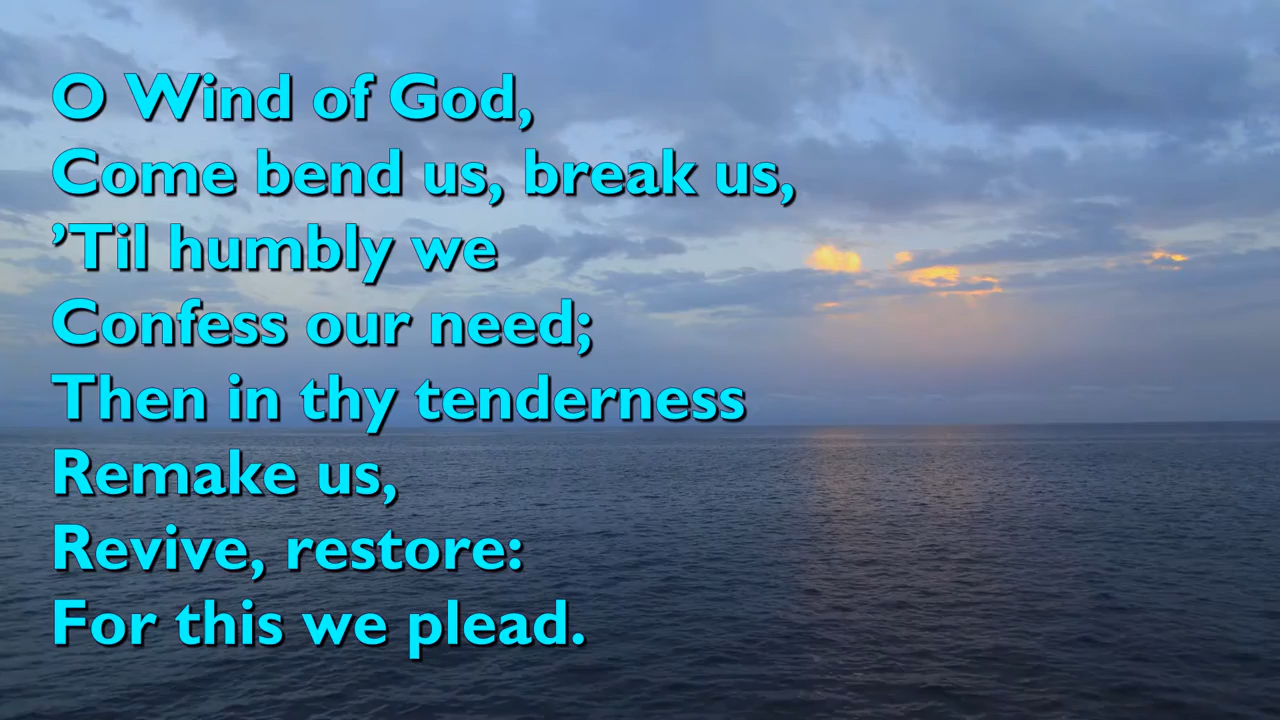 O Wind of God,
Come bend us, break us,
’Til humbly we
Confess our need;
Then in thy tenderness
Remake us,
Revive, restore:
For this we plead.